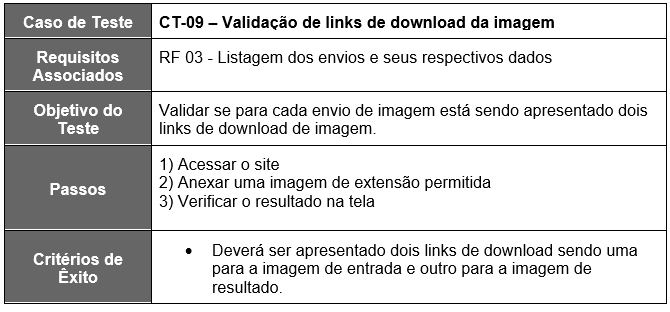 Caso de Teste CT-09 – Validação de links de download da imagem
Requisitos Associados RF 03 - Listagem dos envios e seus respectivos dados
Objetivo do Teste Validar se para cada envio de imagem está sendo apresentado dois
links de download de imagem.
Passos
1) Acessar o site
2) Anexar uma imagem de extensão permitida
3) Verificar o resultado na tela
Critérios de Êxito
• Deverá ser apresentado dois links de download sendo uma
para a imagem de entrada e outro para a imagem de
resultado.